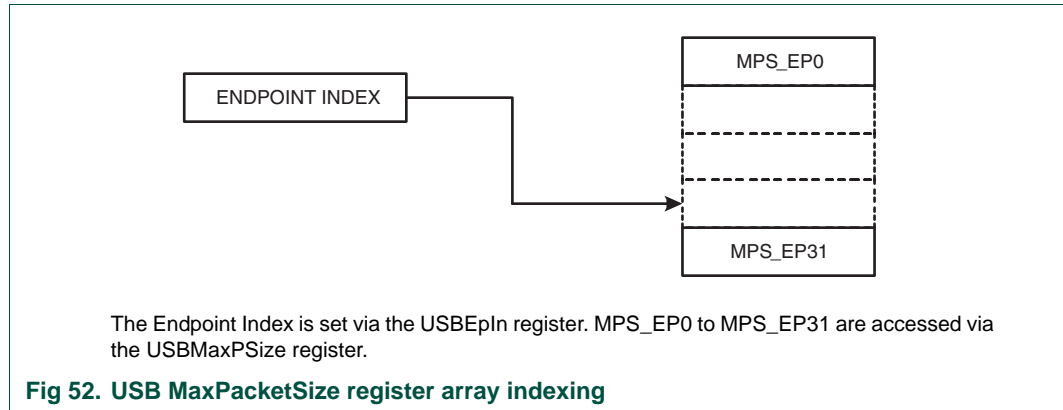 MPS_EP0
ENDPOINT INDEX
MPS_EP31
The Endpoint Index is set via the USBEpIn register. MPS_EP0 to MPS_EP31 are accessed via
the USBMaxPSize register.
Fig 52. USB MaxPacketSize register array indexing